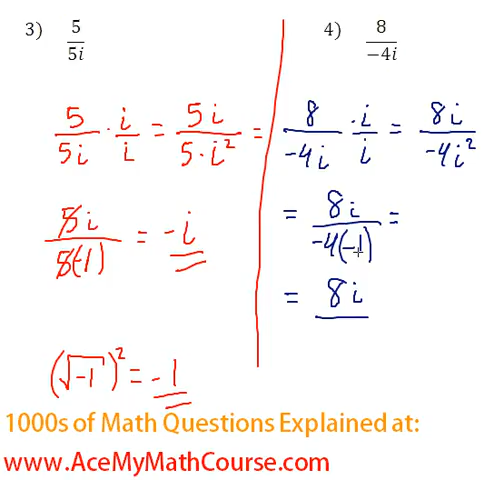 3) 5/5i
4) 8/-4i
5/5i · i/i = 5i/5·i² =
5i/5(-1) = -i
(√-1)² = -1
8/-4i · i/i = 8i/-4i²
= 8i/-4(-1) =
= 8i
1000s of Math Questions Explained at:
www.AceMyMathCourse.com